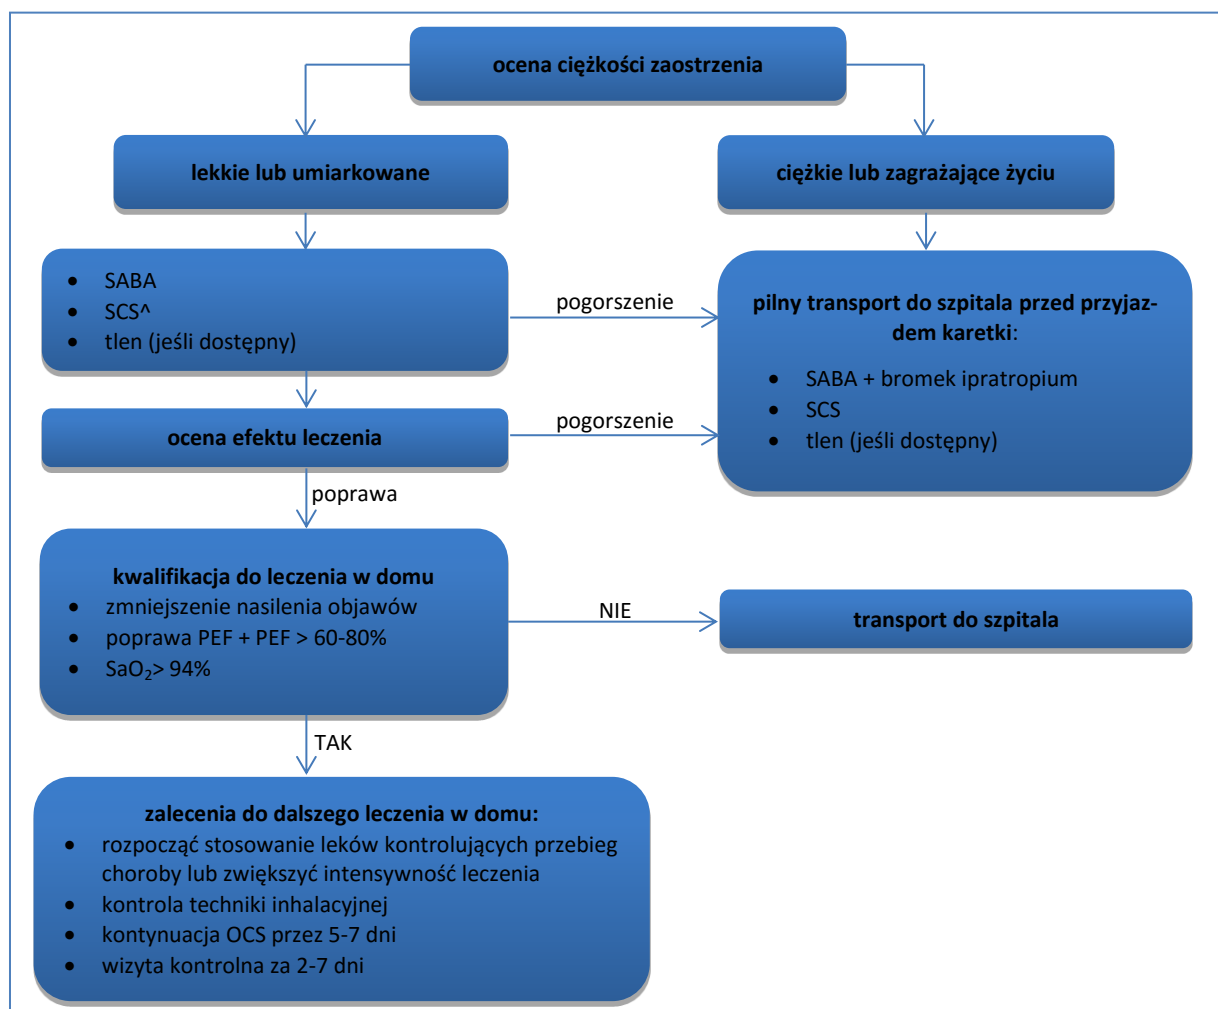 ocena ciężkości zaostrzenia
lekkie lub umiarkowane
ciężkie lub zagrażające życiu
• SABA
• SCS^
• tlen (jeśli dostępny)
pogorszenie
pilny transport do szpitala przed przyjaz-
dem karetki:
• SABA + bromek ipratropium
• SCS
• tlen (jeśli dostępny)
ocena efektu leczenia
pogorszenie
poprawa
kwalifikacja do leczenia w domu
• zmniejszenie nasilenia objawów
• poprawa PEF + PEF > 60-80%
• SaO₂> 94%
NIE
transport do szpitala
TAK
zalecenia do dalszego leczenia w domu:
• rozpocząć stosowanie leków kontrolujących przebieg
choroby lub zwiększyć intensywność leczenia
• kontrola techniki inhalacyjnej
• kontynuacja OCS przez 5-7 dni
• wizyta kontrolna za 2-7 dni